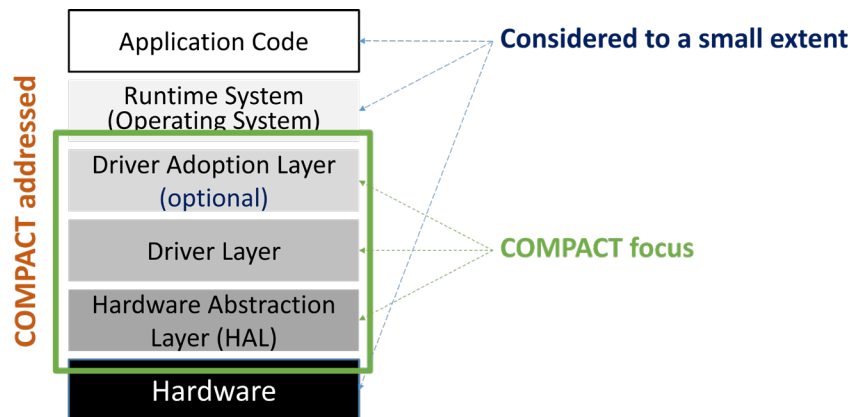 Application Code
Considered to a small extent
Runtime System
(Operating System)
COMPACT addressed
Driver Adoption Layer
(optional)
Driver Layer
COMPACT focus
Hardware Abstraction
Layer (HAL)
Hardware